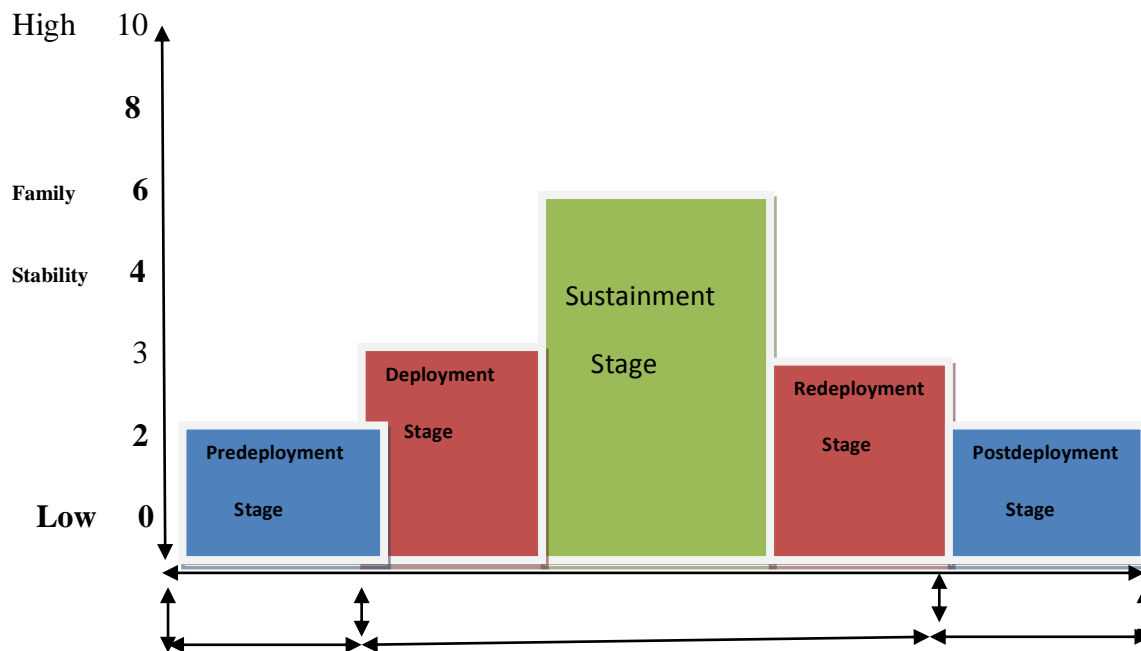 High 10
8
Family 6
Stability 4
3
2
Low 0
Predeployment
Stage
Deployment
Stage
Sustainment
Stage
Redeployment
Stage
Postdeployment
Stage